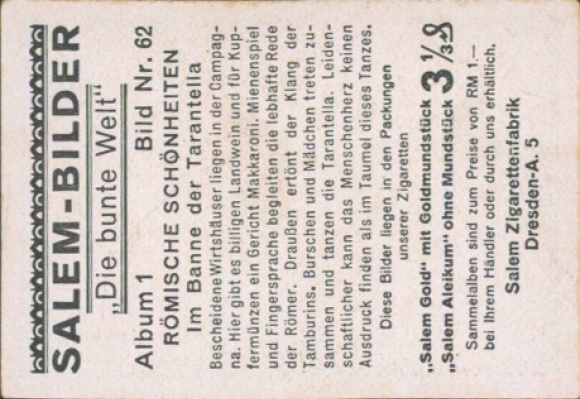 SALEM-BILDER
„Die bunte Welt"
Album 1 Bild Nr. 62
RÖMISCHE SCHÖNHEITEN
Im Banne der Tarantella
Bescheidene Wirtshäuser liegen in der Campag-
na. Hier gibt es billigen Landwein und für Kup-
fermünzen ein Gericht Makkaroni. Mienenspiel
und Fingersprache begleiten die lebhafte Rede
der Römer. Draußen ertönt der Klang der
Tamburins. Burschen und Mädchen treten zu-
sammen und tanzen die Tarantella. Leiden-
schaftlicher kann das Menschenherz keinen
Ausdruck finden als im Taumel dieses Tanzes.
Diese Bilder liegen in den Packungen
unserer Zigaretten
„Salem Gold" mit Goldmundstück
„Salem Aleikum" ohne Mundstück 3 1/3 ₰
Sammelalben sind zum Preise von RM 1.—
bei Ihrem Händler oder durch uns erhältlich.
Salem Zigarettenfabrik
Dresden-A. 5